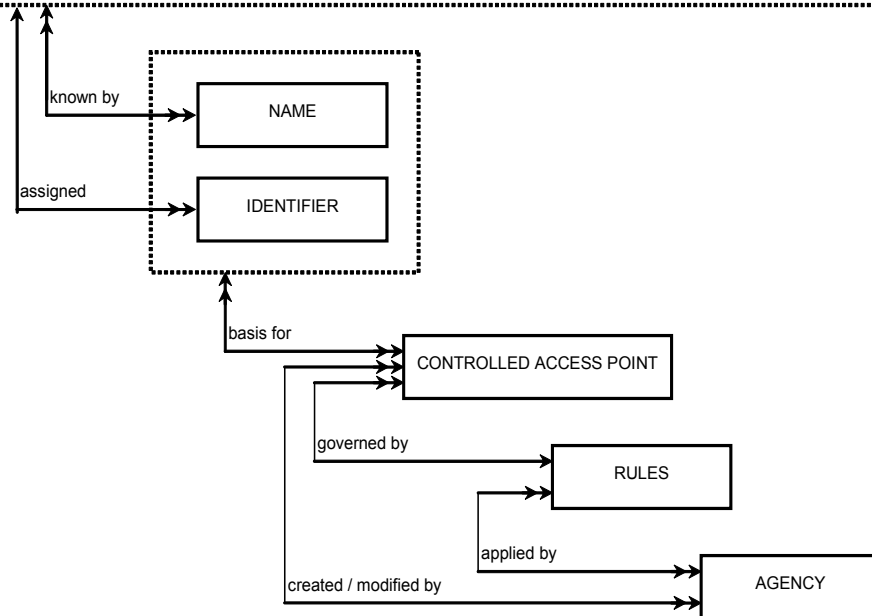 known by
NAME
assigned
IDENTIFIER
basis for
CONTROLLED ACCESS POINT
governed by
RULES
applied by
created / modified by
AGENCY